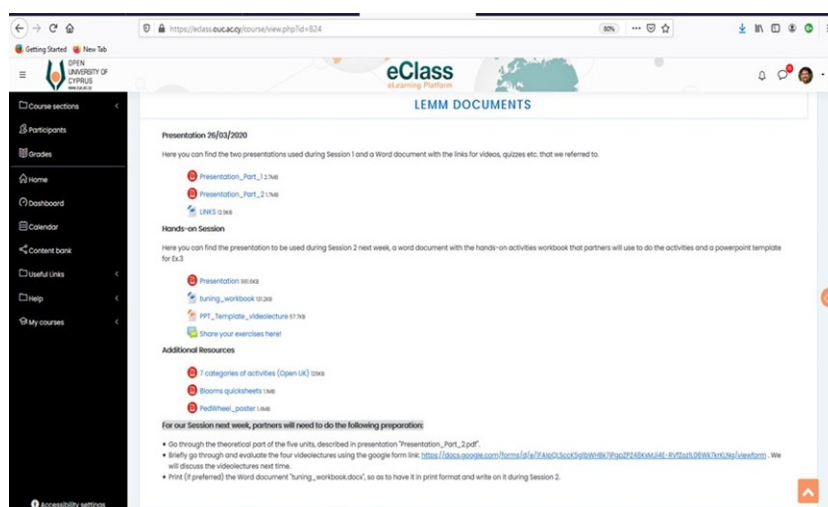 https://eclass.ouc.ac.cy/course/view.php?id=824
80%
Getting Started
New Tab
OPEN
UNIVERSITY OF
CYPRUS
www.ouc.ac.cy
eClass
eLearning Platform
Course sections
Participants
Grades
Home
Dashboard
Calendar
Content bank
Useful Links
Help
My courses
Accessibility settings
LEMM DOCUMENTS
Presentation 26/03/2020
Here you can find the two presentations used during Session 1 and a Word document with the links for videos, quizzes etc. that we referred to.
Presentation_Part_1
Presentation_Part_2
LINKS
Hands-on Session
Here you can find the presentation to be used during Session 2 next week, a word document with the hands-on activities workbook that partners will use to do the activities and a powerpoint template
for Ex.3
Presentation
tuning_workbook
PPT_Template_videolecture
Share your exercises here!
Additional Resources
7 categories of activities (Open UK)
Blooms quicksheets
PedWheel_poster
For our Session next week, partners will need to do the following preparation:
• Go through the theoretical part of the five units, described in presentation "Presentation_Part_2.pdf".
• Briefly go through and evaluate the four videolectures using the google form link: . We
will discuss the videolectures next time.
• Print (if preferred) the Word document "tuning_workbook.docx", so as to have it in print format and write on it during Session 2.